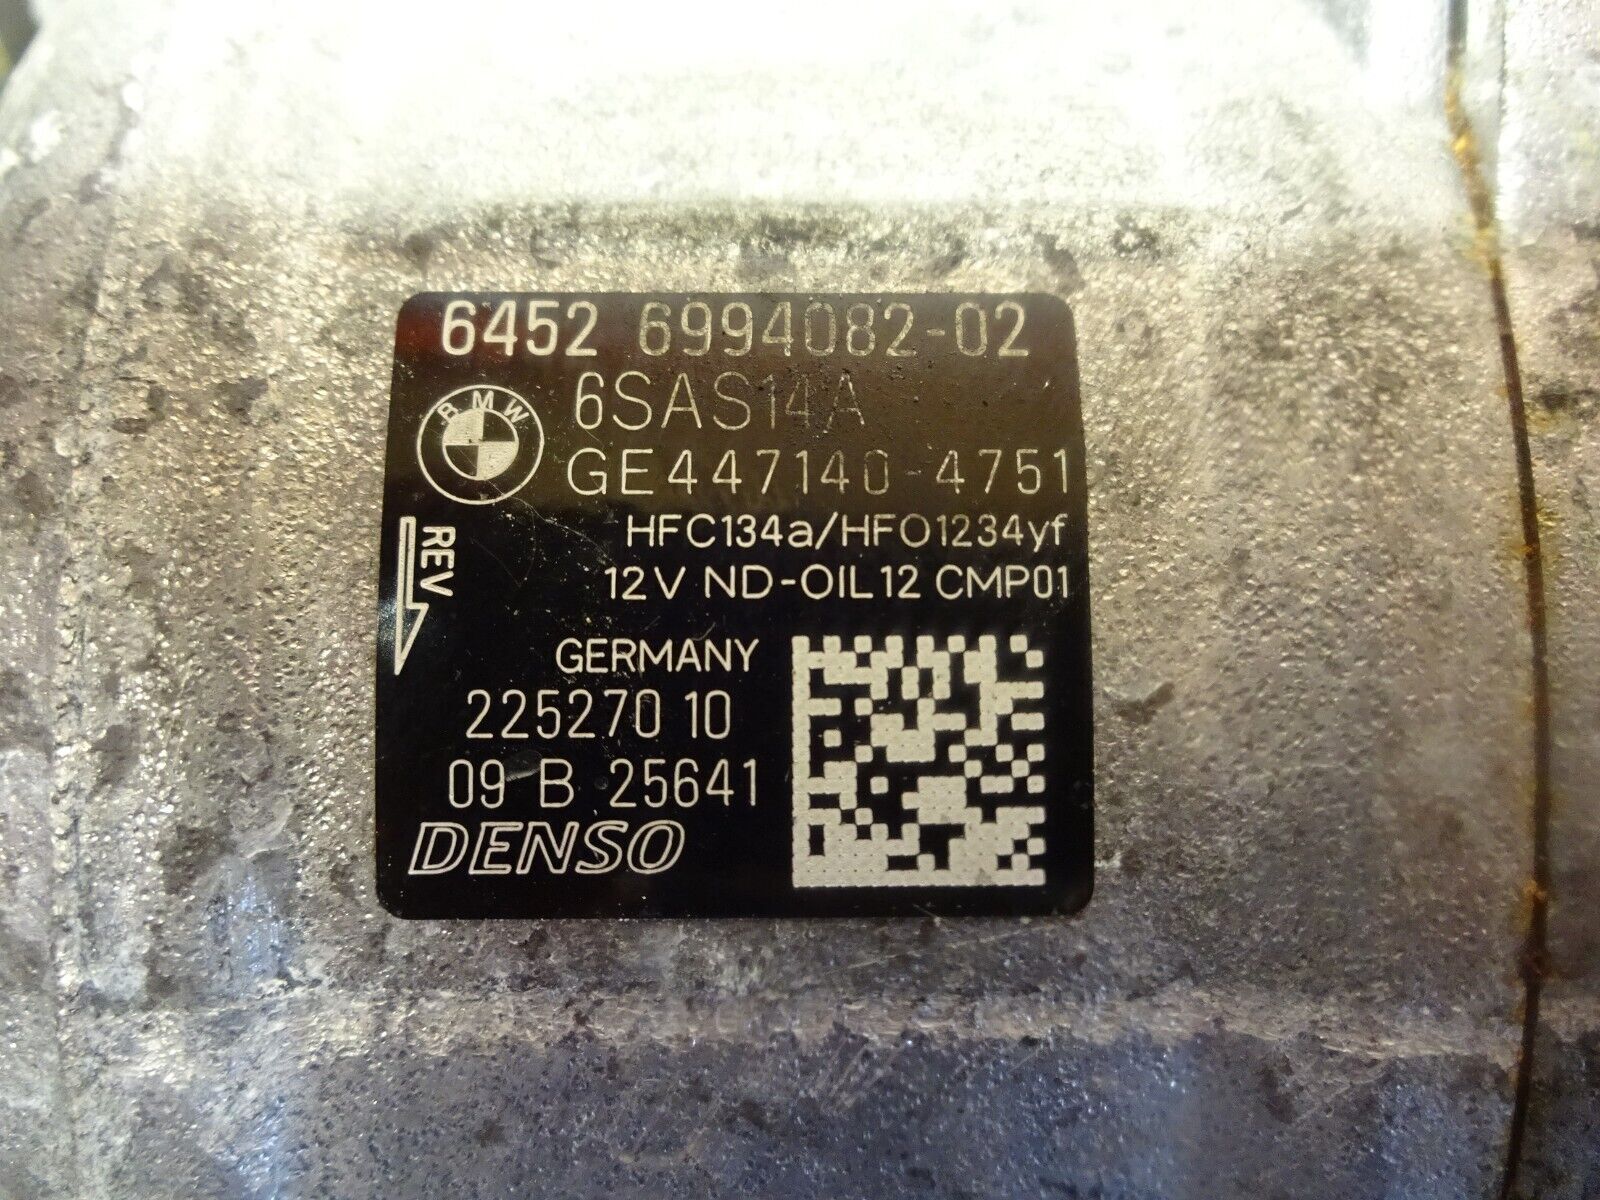 6452 6994082-02
BMW
6SAS14A
GE447140-4751
HFC134a/HFO1234yf
12V ND-OIL12 CMP01
REV
GERMANY
225270 10
09 B 25641
DENSO